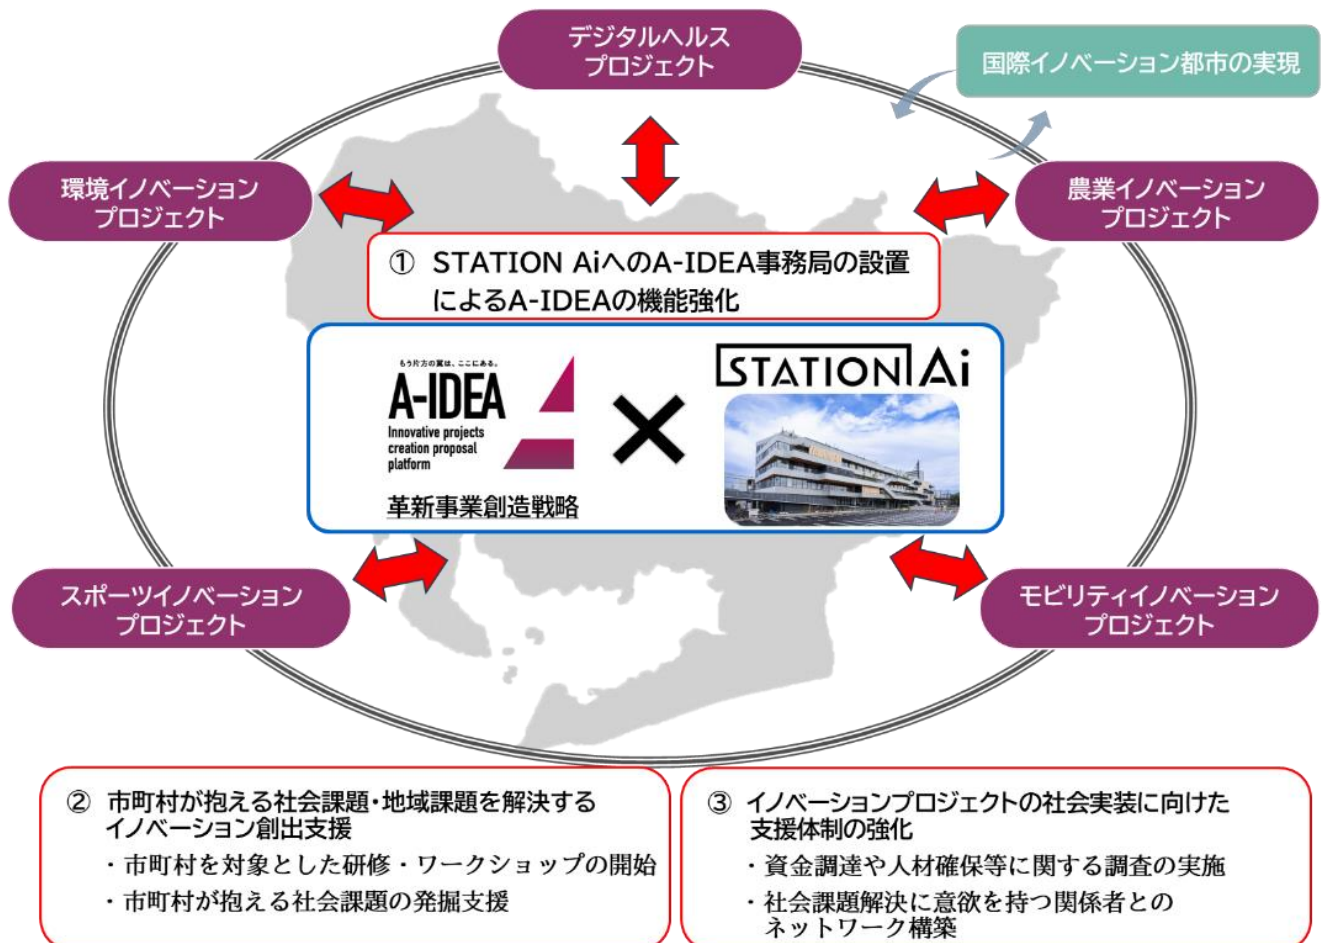 デジタルヘルス
プロジェクト
国際イノベーション都市の実現
環境イノベーション
プロジェクト
農業イノベーション
プロジェクト
① STATION AiへのA-IDEA事務局の設置
によるA-IDEAの機能強化
もう片方の翼は、ここにある。
A-IDEA
Innovative projects
creation proposal
platform
革新事業創造戦略
×
STATION Ai
スポーツイノベーション
プロジェクト
モビリティイノベーション
プロジェクト
② 市町村が抱える社会課題・地域課題を解決する
イノベーション創出支援
・市町村を対象とした研修・ワークショップの開始
・市町村が抱える社会課題の発掘支援
③ イノベーションプロジェクトの社会実装に向けた
支援体制の強化
・資金調達や人材確保等に関する調査の実施
・社会課題解決に意欲を持つ関係者との
ネットワーク構築